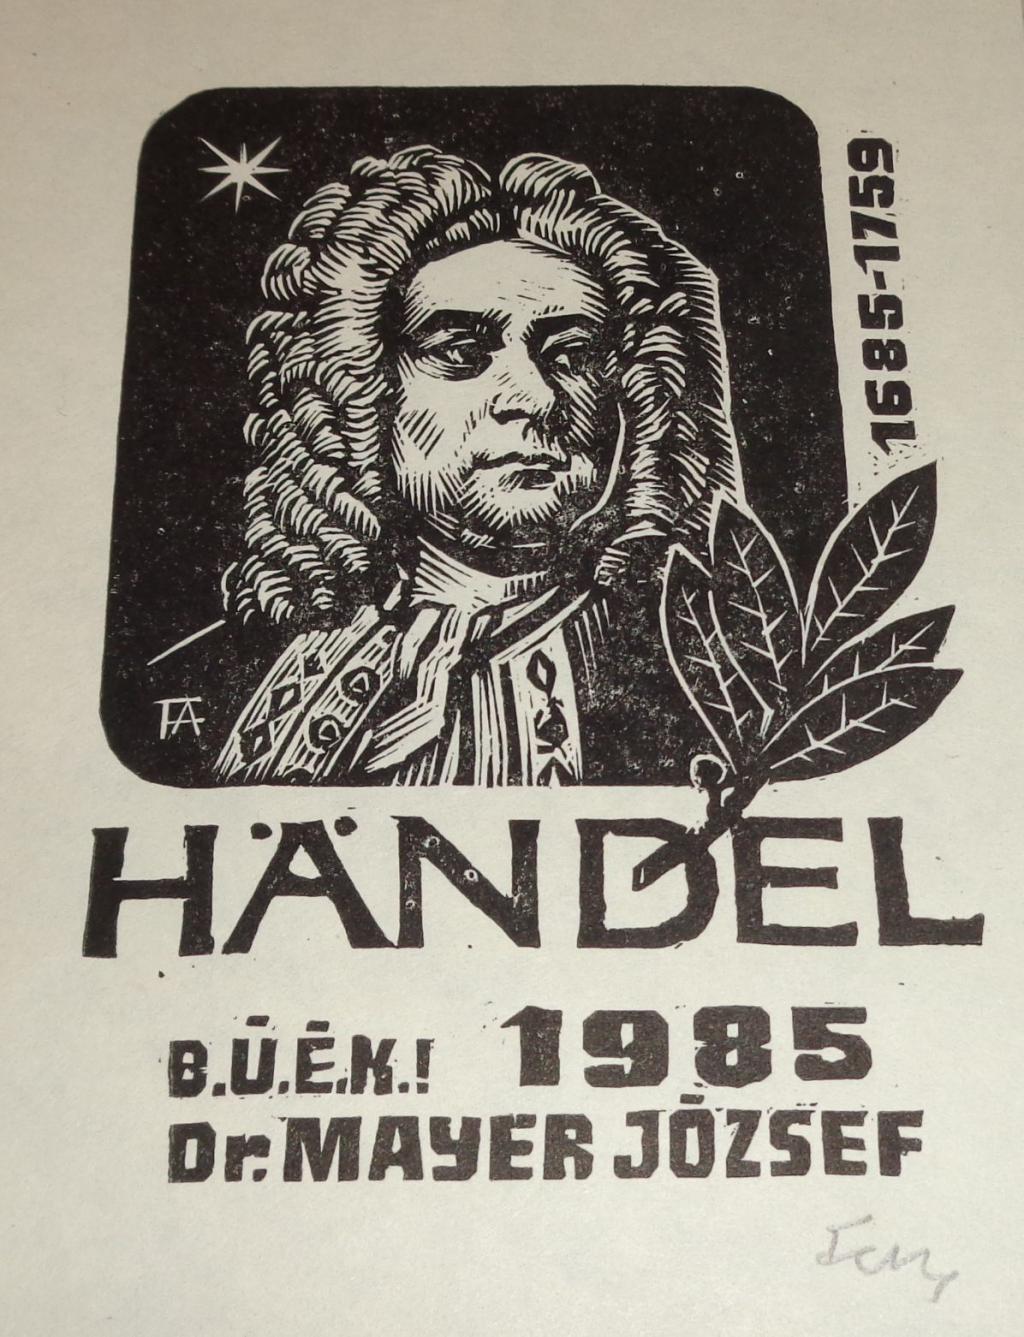 1685-1759
TA
HÄNDEL
B.Ú.É.K.! 1985
Dr. MAYER JÓZSEF